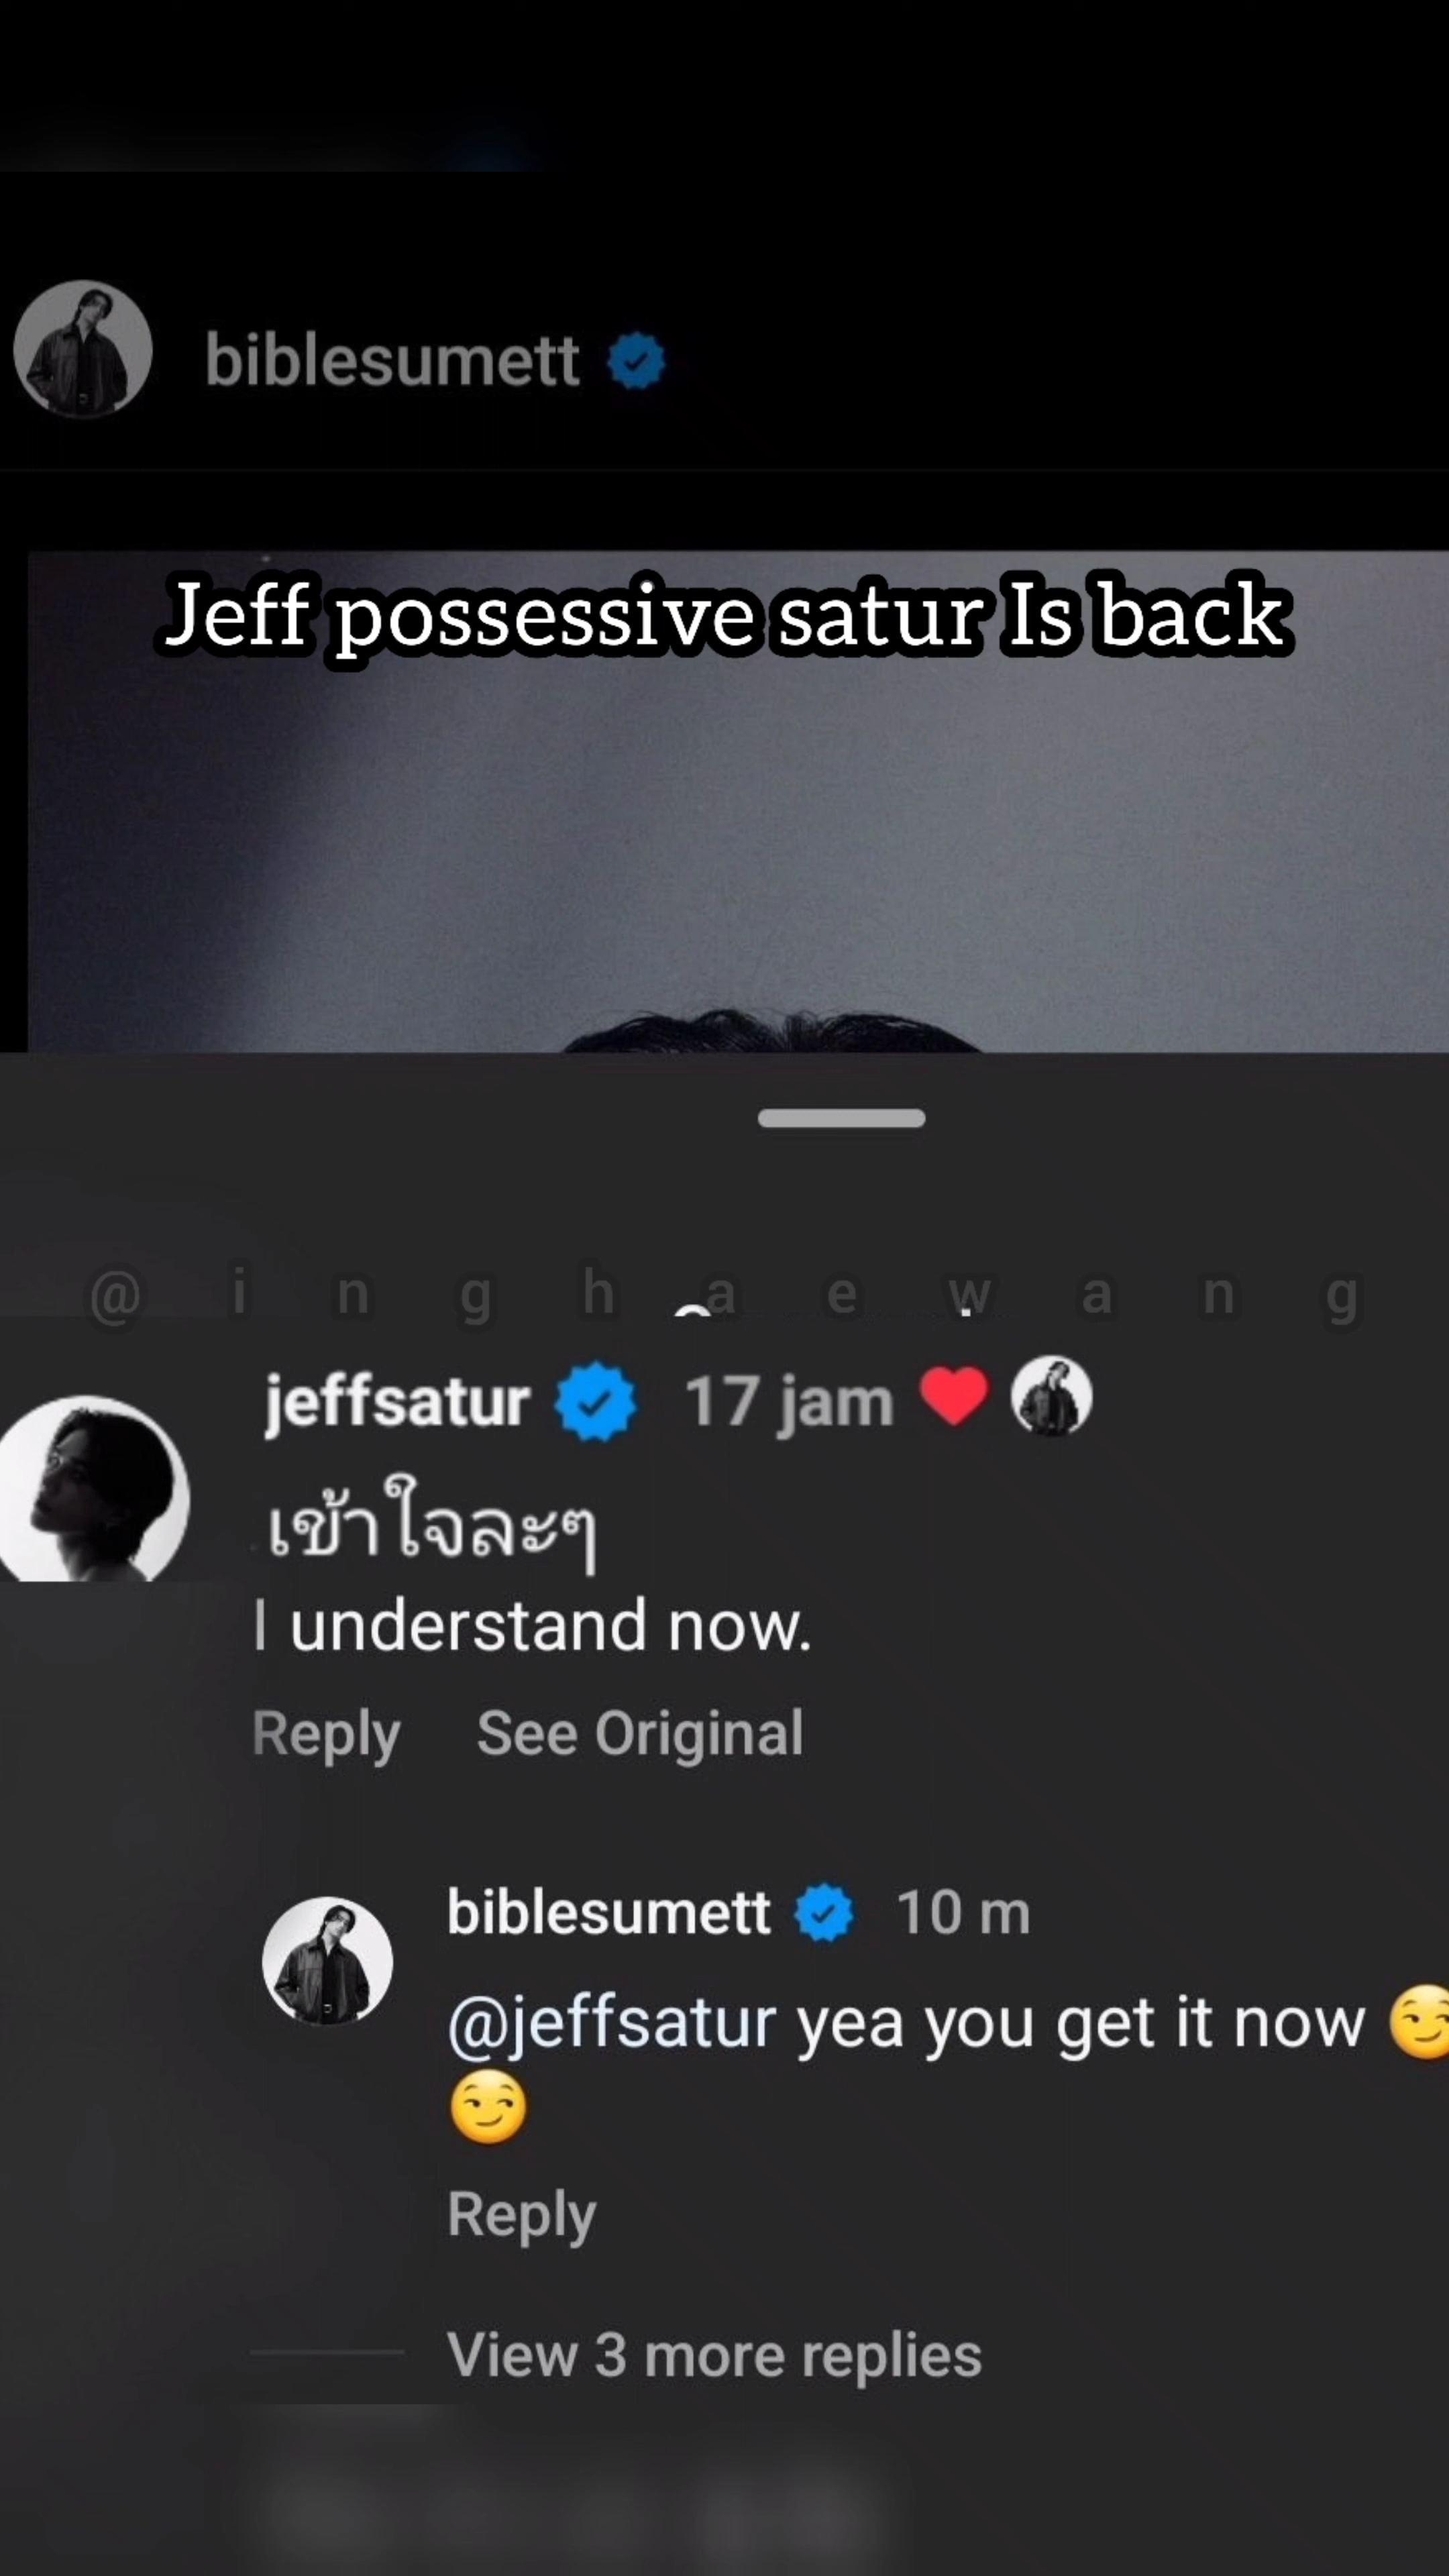 biblesumett
Jeff possessive satur Is back
@inghaewang
jeffsatur 17 jam
เข้าใจละๆ
I understand now.
Reply See Original
biblesumett 10 m
@jeffsatur yea you get it now 😏
😏
Reply
View 3 more replies